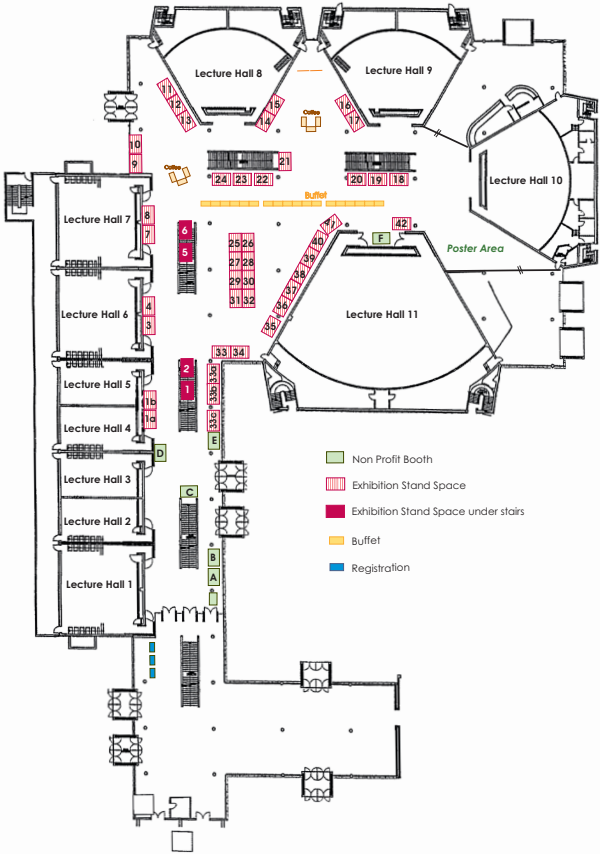 Lecture Hall 8
Lecture Hall 9
11
12
13
15
14
Coffee
16
17
10
9
Coffee
21
24 23 22
20 19 18
Lecture Hall 10
Buffet
Lecture Hall 7
8
7
6
5
41
42
F
40
Poster Area
25 26
27 28
29 30
31 32
39
38
37
36
35
Lecture Hall 6
4
3
Lecture Hall 11
33 34
Lecture Hall 5
2
1
33a
33b
33c
1b
1a
Lecture Hall 4
E
D
Lecture Hall 3
C
Lecture Hall 2
B
A
Lecture Hall 1
Non Profit Booth
Exhibition Stand Space
Exhibition Stand Space under stairs
Buffet
Registration